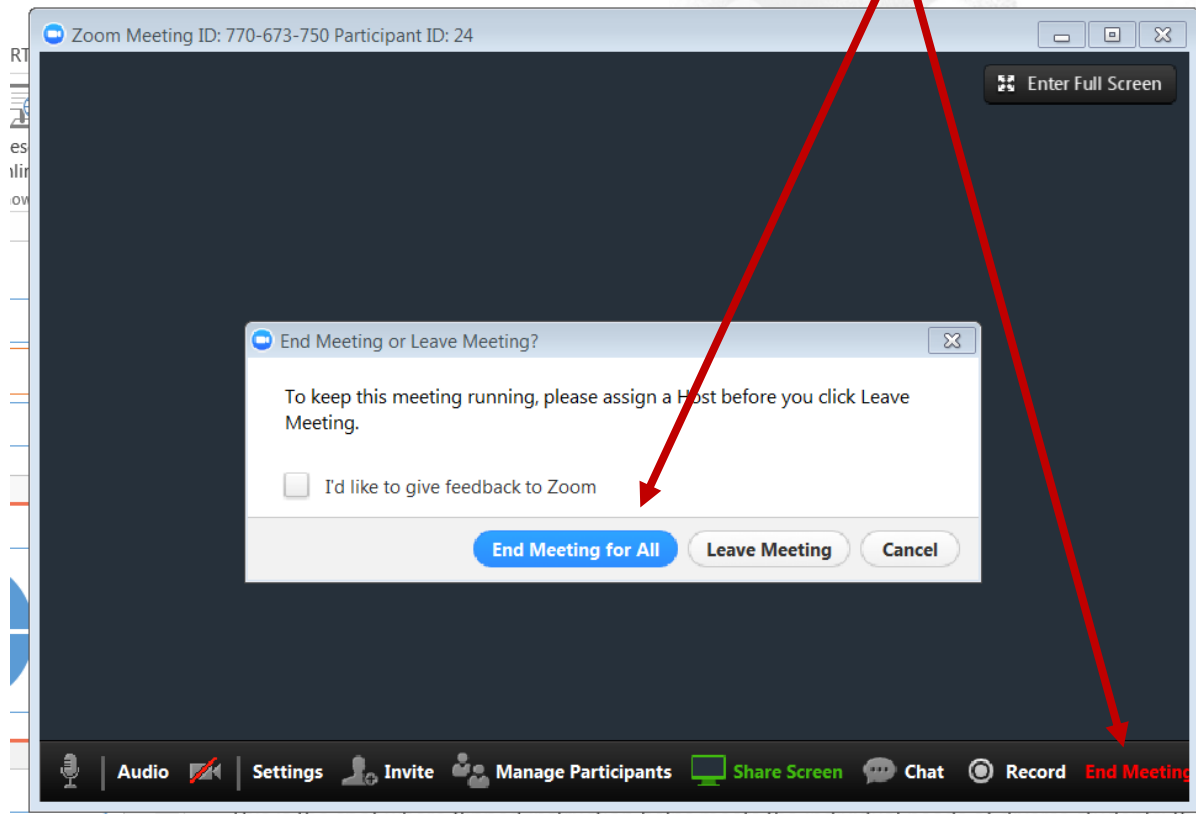 Zoom Meeting ID: 770-673-750 Participant ID: 24
Enter Full Screen
End Meeting or Leave Meeting?
To keep this meeting running, please assign a Host before you click Leave
Meeting.
I'd like to give feedback to Zoom
End Meeting for All Leave Meeting Cancel
Audio Settings Invite Manage Participants Share Screen Chat Record End Meeting